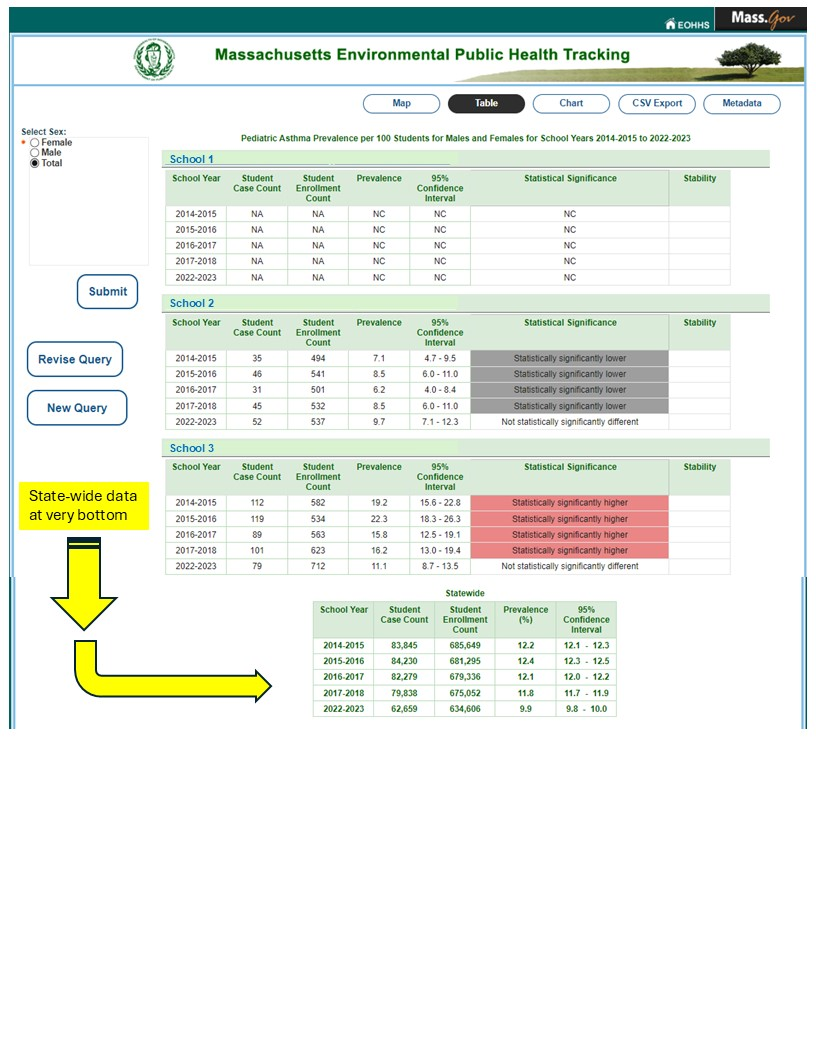 EOHHS
Mass.Gov
Massachusetts Environmental Public Health Tracking
Map Table Chart CSV Export Metadata
Select Sex:
Female
Male
Total
Submit
Revise Query
New Query
State-wide data
at very bottom
Pediatric Asthma Prevalence per 100 Students for Males and Females for School Years 2014-2015 to 2022-2023
School 1
School Year Student Case Count Student Enrollment Count Prevalence 95% Confidence Interval Statistical Significance Stability
2014-2015 NA NA NC NC NC
2015-2016 NA NA NC NC NC
2016-2017 NA NA NC NC NC
2017-2018 NA NA NC NC NC
2022-2023 NA NA NC NC NC
School 2
School Year Student Case Count Student Enrollment Count Prevalence 95% Confidence Interval Statistical Significance Stability
2014-2015 35 494 7.1 4.7 - 9.5 Statistically significantly lower
2015-2016 46 541 8.5 6.0 - 11.0 Statistically significantly lower
2016-2017 31 501 6.2 4.0 - 8.4 Statistically significantly lower
2017-2018 45 532 8.5 6.0 - 11.0 Statistically significantly lower
2022-2023 52 537 9.7 7.1 - 12.3 Not statistically significantly different
School 3
School Year Student Case Count Student Enrollment Count Prevalence 95% Confidence Interval Statistical Significance Stability
2014-2015 112 582 19.2 15.6 - 22.8 Statistically significantly higher
2015-2016 119 534 22.3 18.3 - 26.3 Statistically significantly higher
2016-2017 89 563 15.8 12.5 - 19.1 Statistically significantly higher
2017-2018 101 623 16.2 13.0 - 19.4 Statistically significantly higher
2022-2023 79 712 11.1 8.7 - 13.5 Not statistically significantly different
Statewide
School Year Student Case Count Student Enrollment Count Prevalence (%) 95% Confidence Interval
2014-2015 83,845 685,649 12.2 12.1 - 12.3
2015-2016 84,230 681,295 12.4 12.3 - 12.5
2016-2017 82,279 679,336 12.1 12.0 - 12.2
2017-2018 79,838 675,052 11.8 11.7 - 11.9
2022-2023 62,659 634,606 9.9 9.8 - 10.0